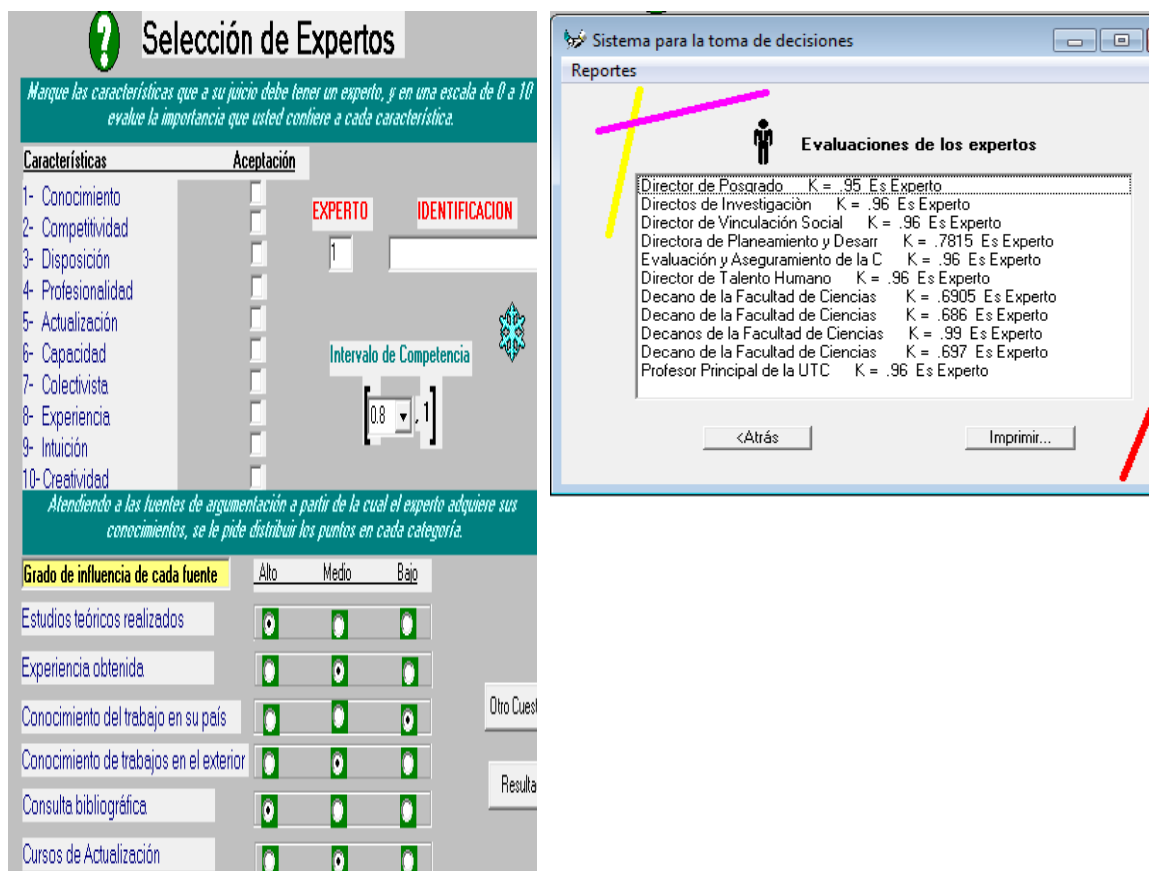 Selección de Expertos
Marque las características que a su juicio debe tener un experto, y en una escala de 0 a 10
evalue la importancia que usted confiere a cada característica.
Características Aceptación
1- Conocimiento
2- Competitividad
3- Disposición
4- Profesionalidad
5- Actualización
6- Capacidad
7- Colectivista
8- Experiencia
9- Intuición
10- Creatividad
EXPERTO IDENTIFICACION
1
Intervalo de Competencia
[0.8 , 1]
Atendiendo a las fuentes de argumentación a partir de la cual el experto adquiere sus
conocimientos, se le pide distribuir los puntos en cada categoría.
Grado de influencia de cada fuente Alto Medio Bajo
Estudios teóricos realizados
Experiencia obtenida
Conocimiento del trabajo en su país
Conocimiento de trabajos en el exterior
Consulta bibliográfica
Cursos de Actualización
Otro Cuest
Resulta
Sistema para la toma de decisiones
Reportes
Evaluaciones de los expertos
Director de Posgrado K = .95 Es Experto
Directos de Investigaciòn K = .96 Es Experto
Director de Vinculación Social K = .96 Es Experto
Directora de Planeamiento y Desarr K = .7815 Es Experto
Evaluación y Aseguramiento de la C K = .96 Es Experto
Director de Talento Humano K = .96 Es Experto
Decano de la Facultad de Ciencias K = .6905 Es Experto
Decano de la Facultad de Ciencias K = .686 Es Experto
Decanos de la Facultad de Ciencias K = .99 Es Experto
Decano de la Facultad de Ciencias K = .697 Es Experto
Profesor Principal de la UTC K = .96 Es Experto
<Atrás Imprimir...